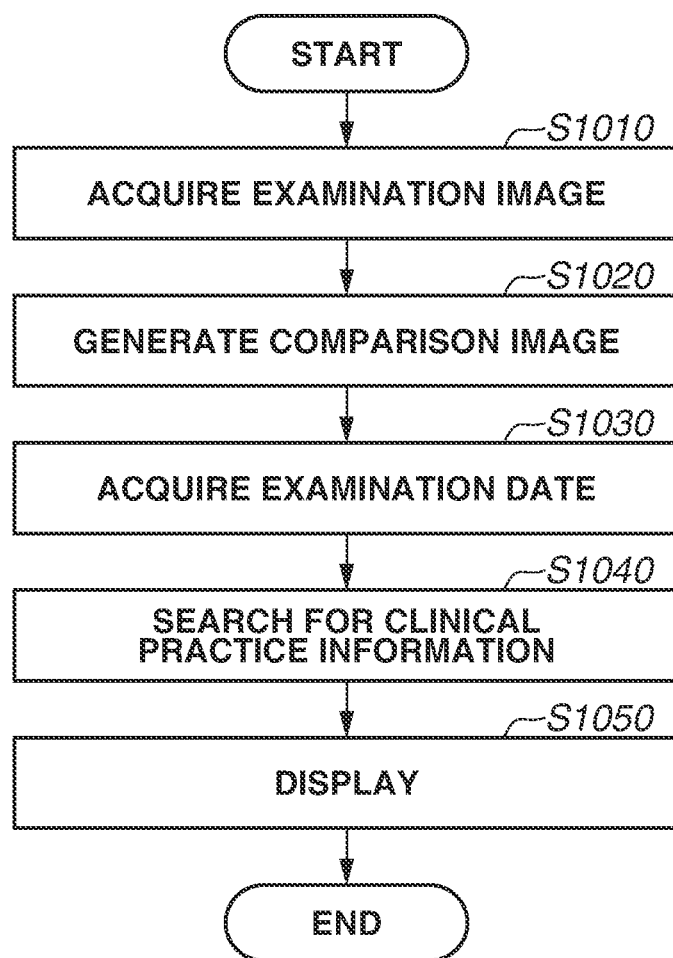 START
S1010
ACQUIRE EXAMINATION IMAGE
S1020
GENERATE COMPARISON IMAGE
S1030
ACQUIRE EXAMINATION DATE
S1040
SEARCH FOR CLINICAL
PRACTICE INFORMATION
S1050
DISPLAY
END